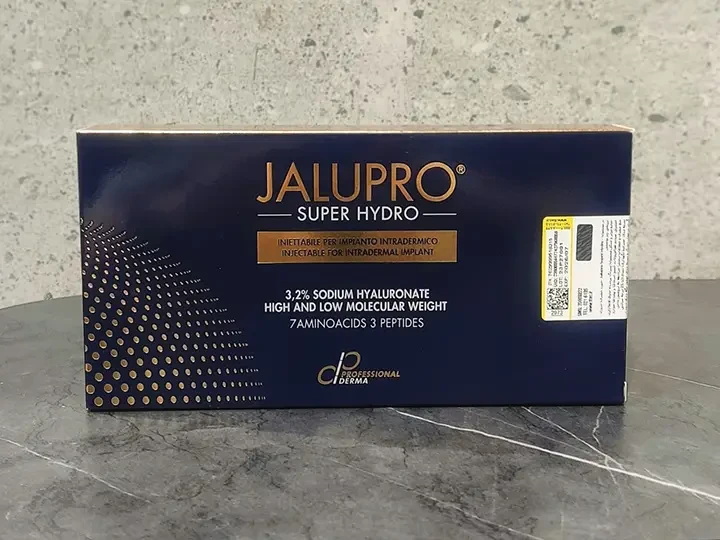 JALUPRO®
SUPER HYDRO
INIETTABILE PER IMPIANTO INTRADERMICO
INJECTABLE FOR INTRADERMAL IMPLANT
3,2% SODIUM HYALURONATE
HIGH AND LOW MOLECULAR WEIGHT
7AMINOACIDS 3 PEPTIDES
PROFESSIONAL
DERMA